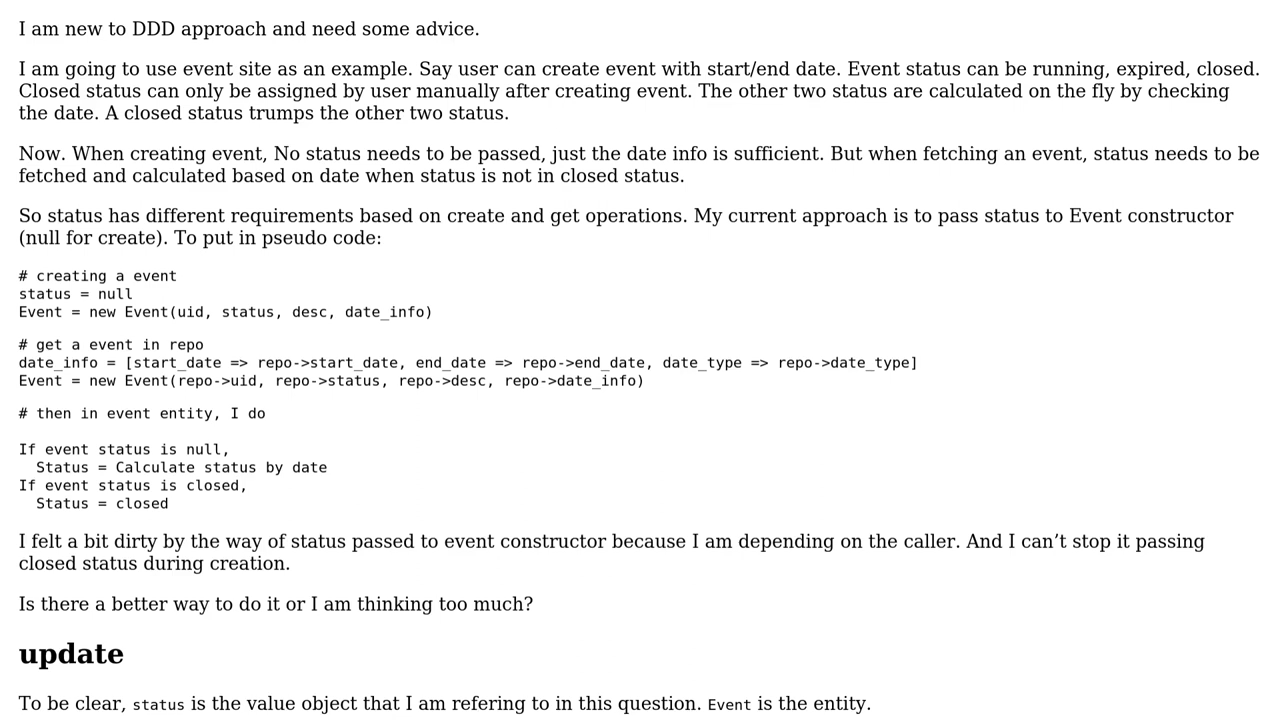 I am new to DDD approach and need some advice.
I am going to use event site as an example. Say user can create event with start/end date. Event status can be running, expired, closed.
Closed status can only be assigned by user manually after creating event. The other two status are calculated on the fly by checking
the date. A closed status trumps the other two status.
Now. When creating event, No status needs to be passed, just the date info is sufficient. But when fetching an event, status needs to be
fetched and calculated based on date when status is not in closed status.
So status has different requirements based on create and get operations. My current approach is to pass status to Event constructor
(null for create). To put in pseudo code:
# creating a event
status = null
Event = new Event(uid, status, desc, date_info)
# get a event in repo
date_info = [start_date => repo->start_date, end_date => repo->end_date, date_type => repo->date_type]
Event = new Event(repo->uid, repo->status, repo->desc, repo->date_info)
# then in event entity, I do
If event status is null,
  Status = Calculate status by date
If event status is closed,
  Status = closed
I felt a bit dirty by the way of status passed to event constructor because I am depending on the caller. And I can’t stop it passing
closed status during creation.
Is there a better way to do it or I am thinking too much?
update
To be clear, status is the value object that I am refering to in this question. Event is the entity.